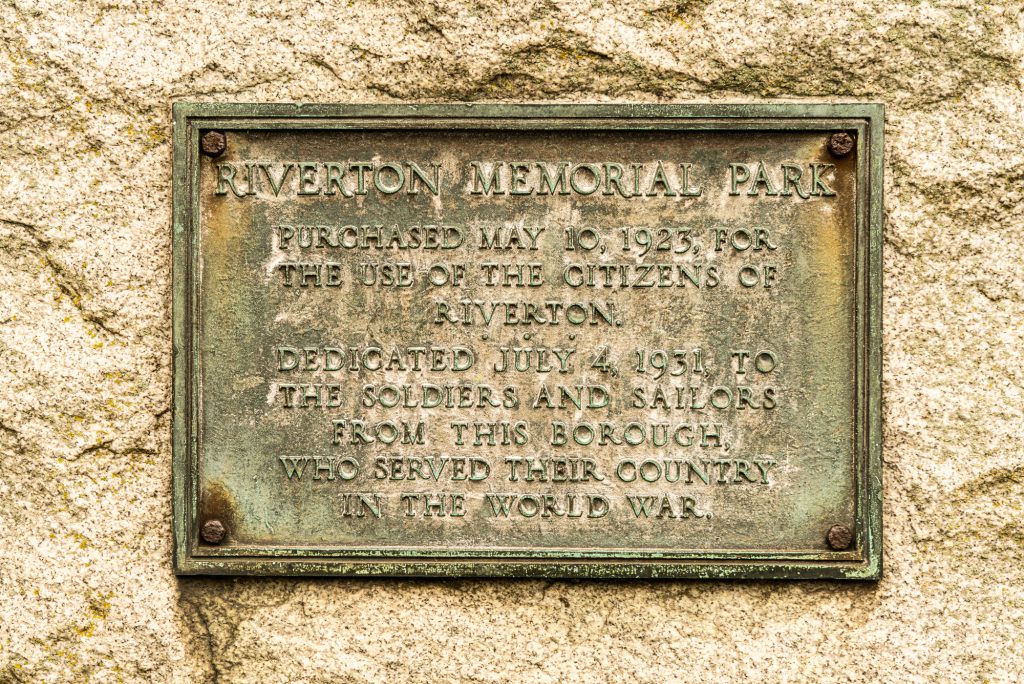 RIVERTON MEMORIAL PARK
PURCHASED MAY 10, 1923, FOR
THE USE OF THE CITIZENS OF
RIVERTON.
• • •
DEDICATED JULY 4, 1931, TO
THE SOLDIERS AND SAILORS
FROM THIS BOROUGH,
WHO SERVED THEIR COUNTRY
IN THE WORLD WAR.